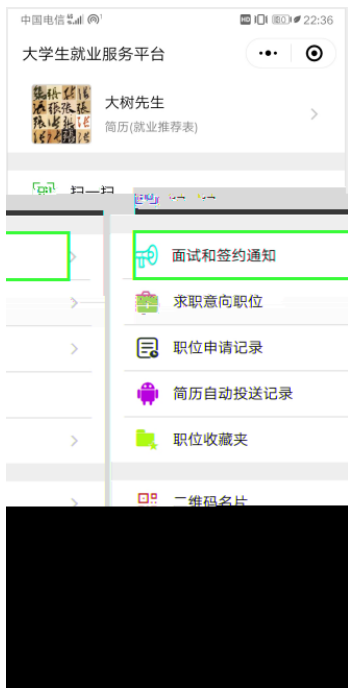 中国电信 HD 22:36
大学生就业服务平台
大树先生
简历(就业推荐表)
扫一扫
面试和签约通知
求职意向职位
职位申请记录
简历自动投送记录
职位收藏夹
二维码名片